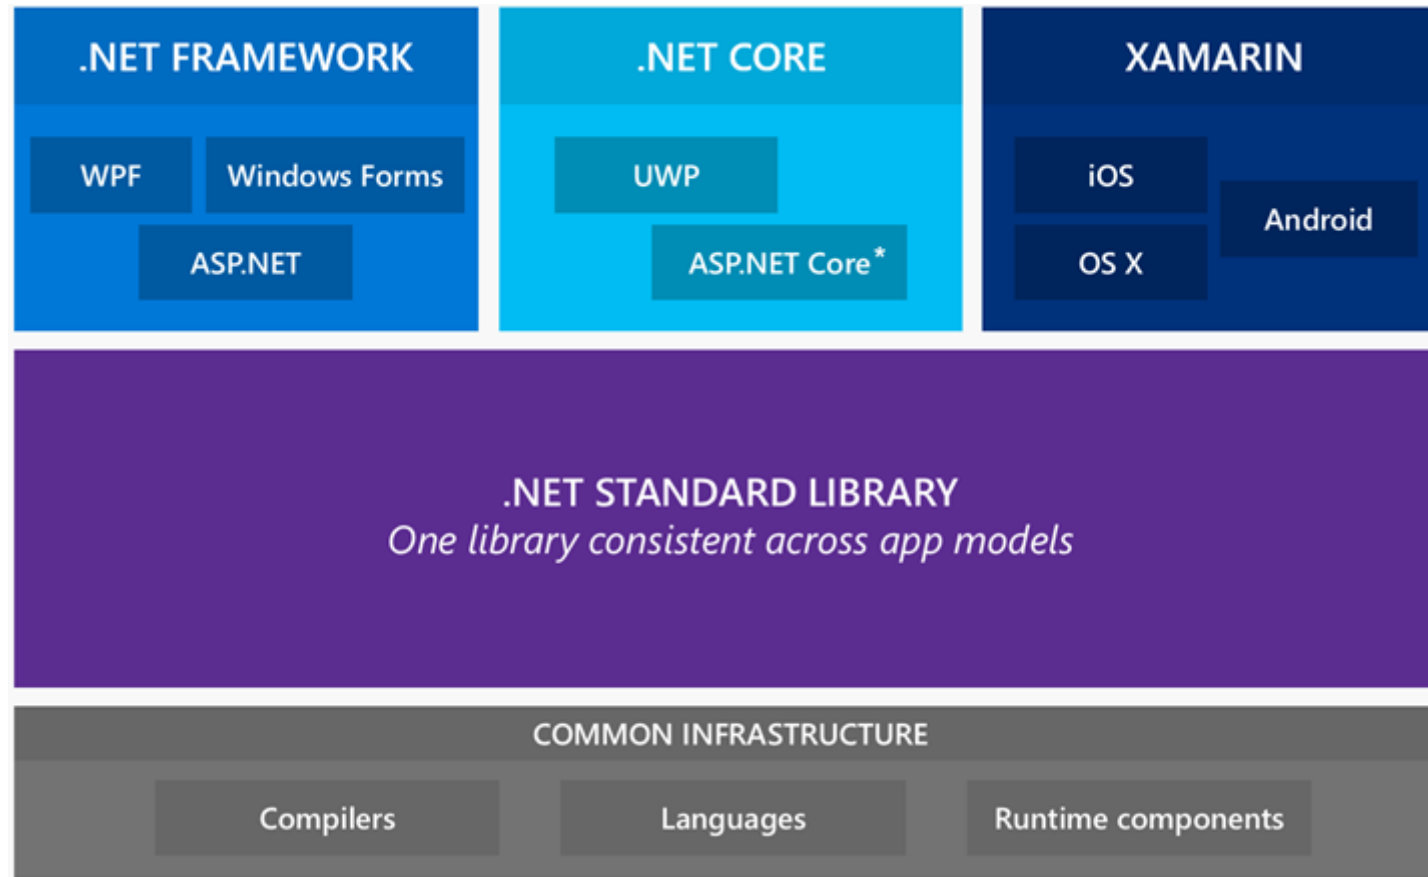 .NET FRAMEWORK
WPF
Windows Forms
ASP.NET
.NET CORE
UWP
ASP.NET Core*
XAMARIN
iOS
Android
OS X
.NET STANDARD LIBRARY
One library consistent across app models
COMMON INFRASTRUCTURE
Compilers
Languages
Runtime components